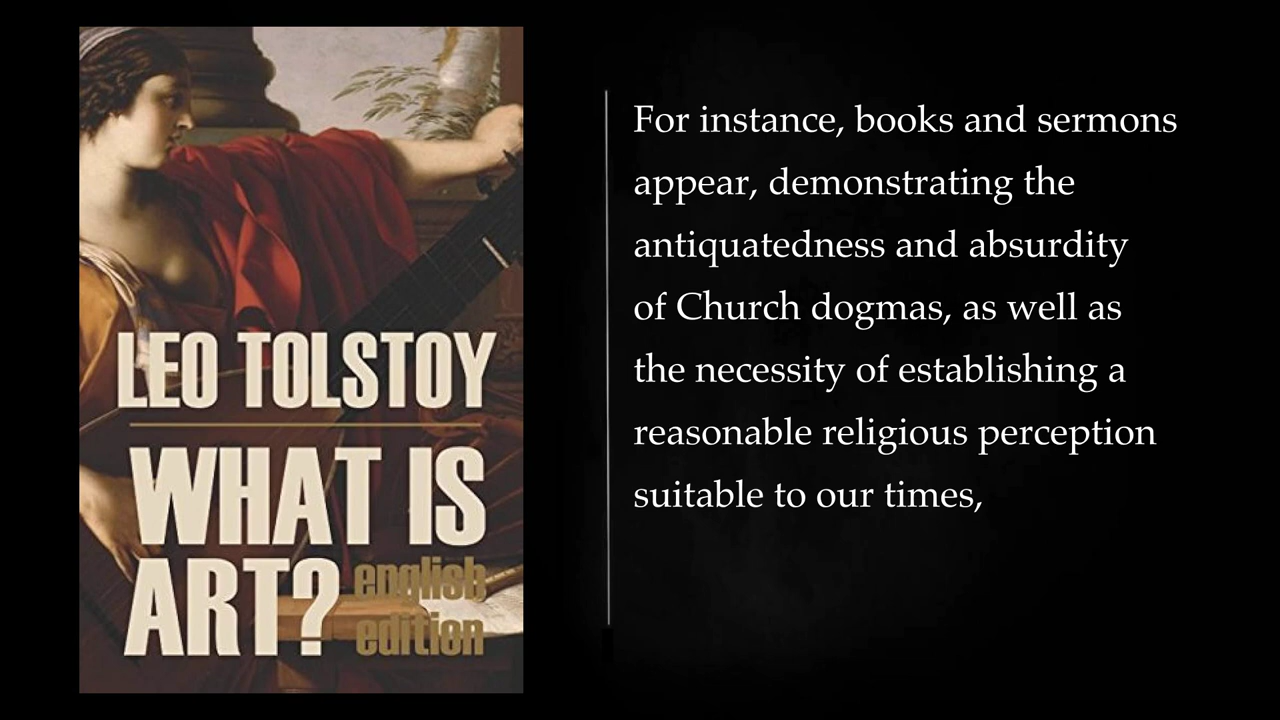 LEO TOLSTOY
WHAT IS
ART?
english
edition
For instance, books and sermons
appear, demonstrating the
antiquatedness and absurdity
of Church dogmas, as well as
the necessity of establishing a
reasonable religious perception
suitable to our times,